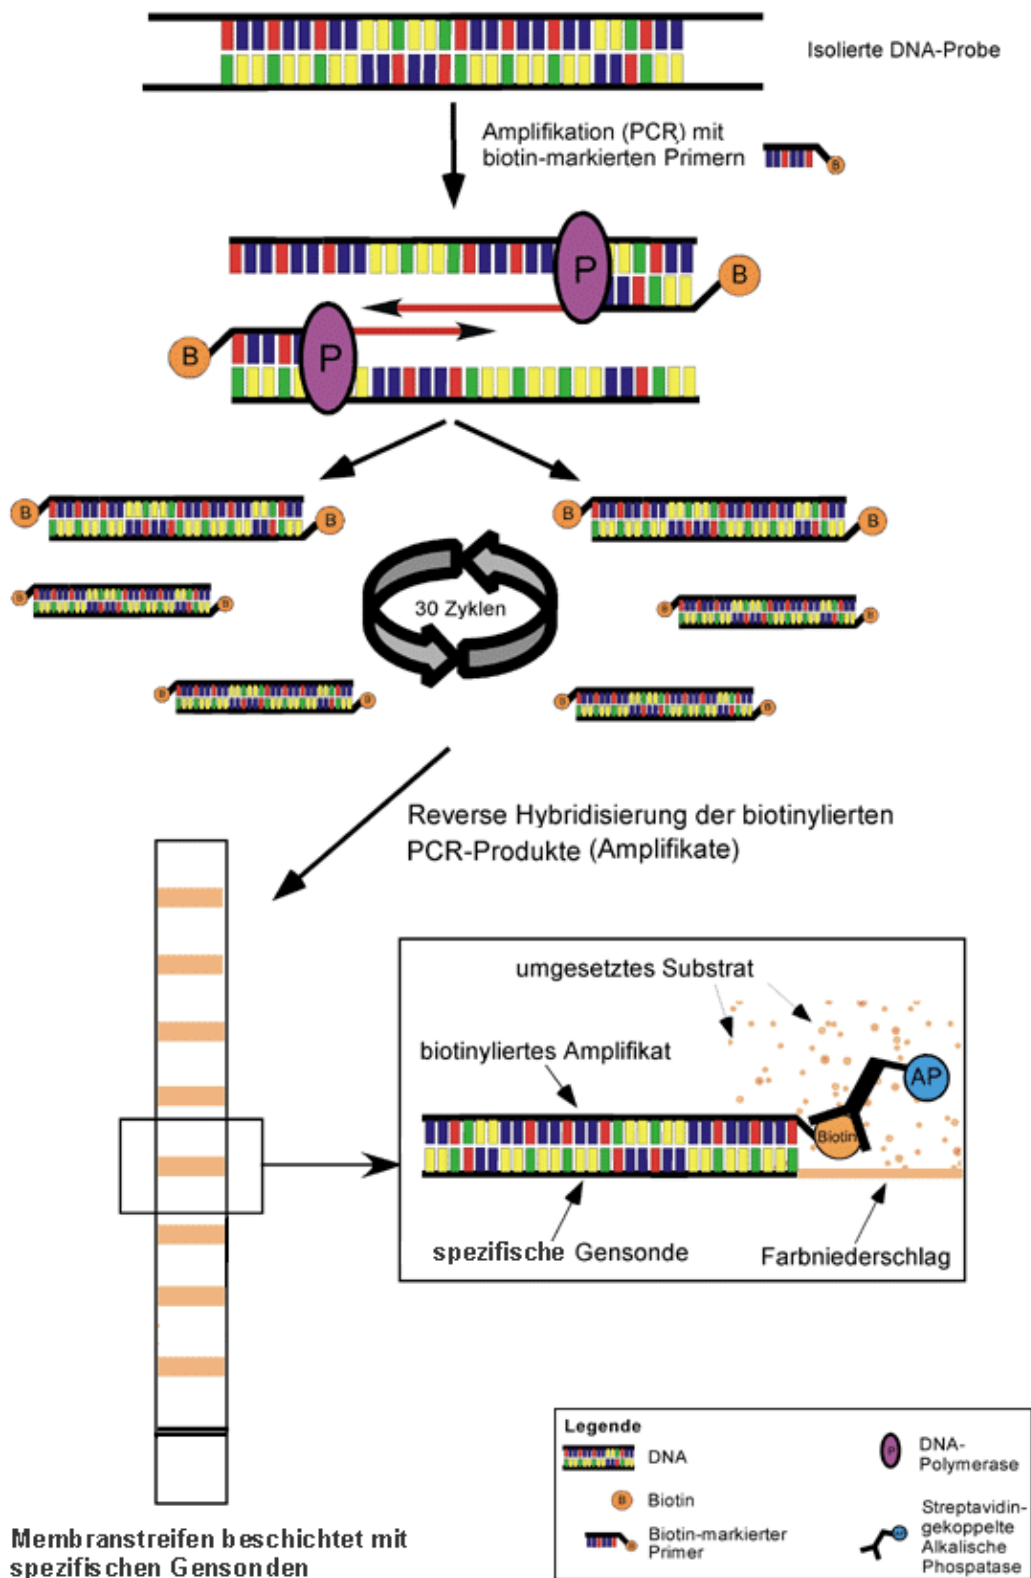 Isolierte DNA-Probe
Amplifikation (PCR) mit
biotin-markierten Primern
B
P
B
B
P
B
B
B
B
30 Zyklen
B
B
B
B
B
B
B
B
B
Reverse Hybridisierung der biotinylierten
PCR-Produkte (Amplifikate)
umgesetztes Substrat
biotinyliertes Amplifikat
AP
Biotin
spezifische Gensonde
Farbniederschlag
Legende
DNA
P
DNA-
Polymerase
B
Biotin
Biotin-markierter
Primer
B
AP
Streptavidin-
gekoppelte
Alkalische
Phospatase
Membranstreifen beschichtet mit
spezifischen Gensonden